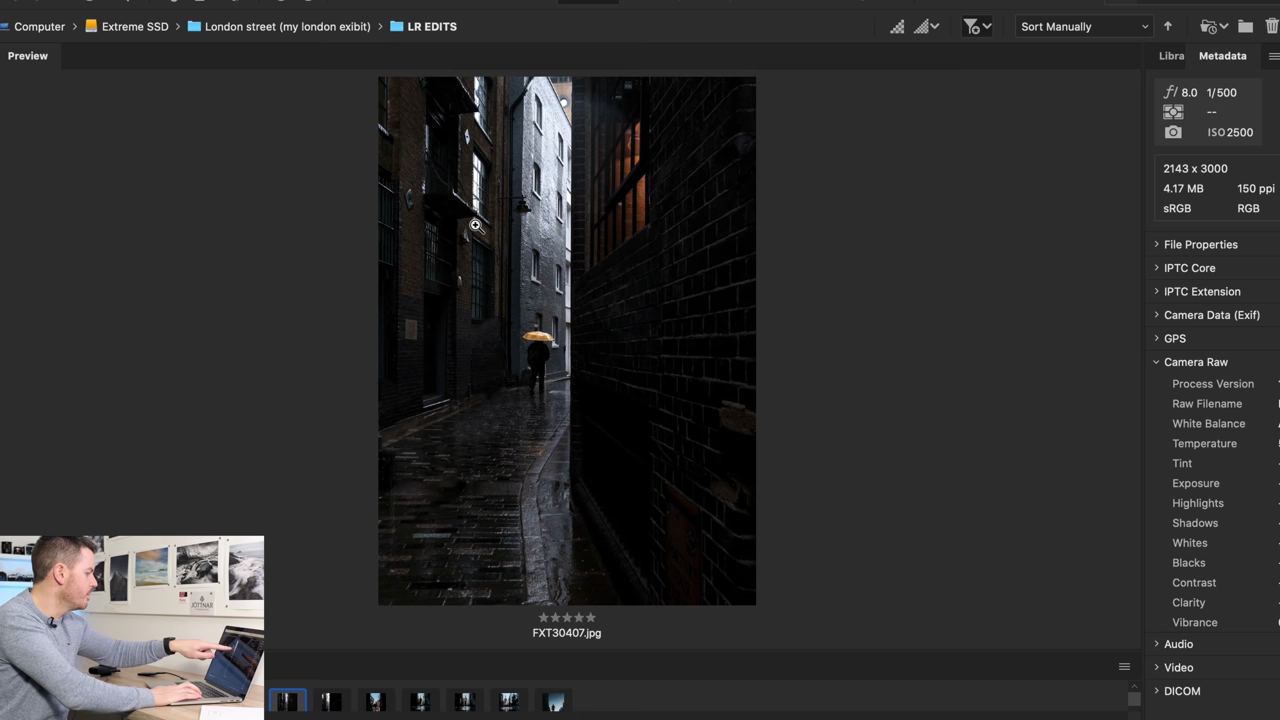 Computer > Extreme SSD > London street (my london exibit) > LR EDITS
Sort Manually
Preview
Libra Metadata
f/ 8.0 1/500
--
ISO 2500
2143 x 3000
4.17 MB 150 ppi
sRGB RGB
> File Properties
> IPTC Core
> IPTC Extension
> Camera Data (Exif)
> GPS
Camera Raw
Process Version
Raw Filename
White Balance
Temperature
Tint
Exposure
Highlights
Shadows
Whites
Blacks
Contrast
Clarity
Vibrance
> Audio
> Video
> DICOM
FXT30407.jpg
JÖTTNAR